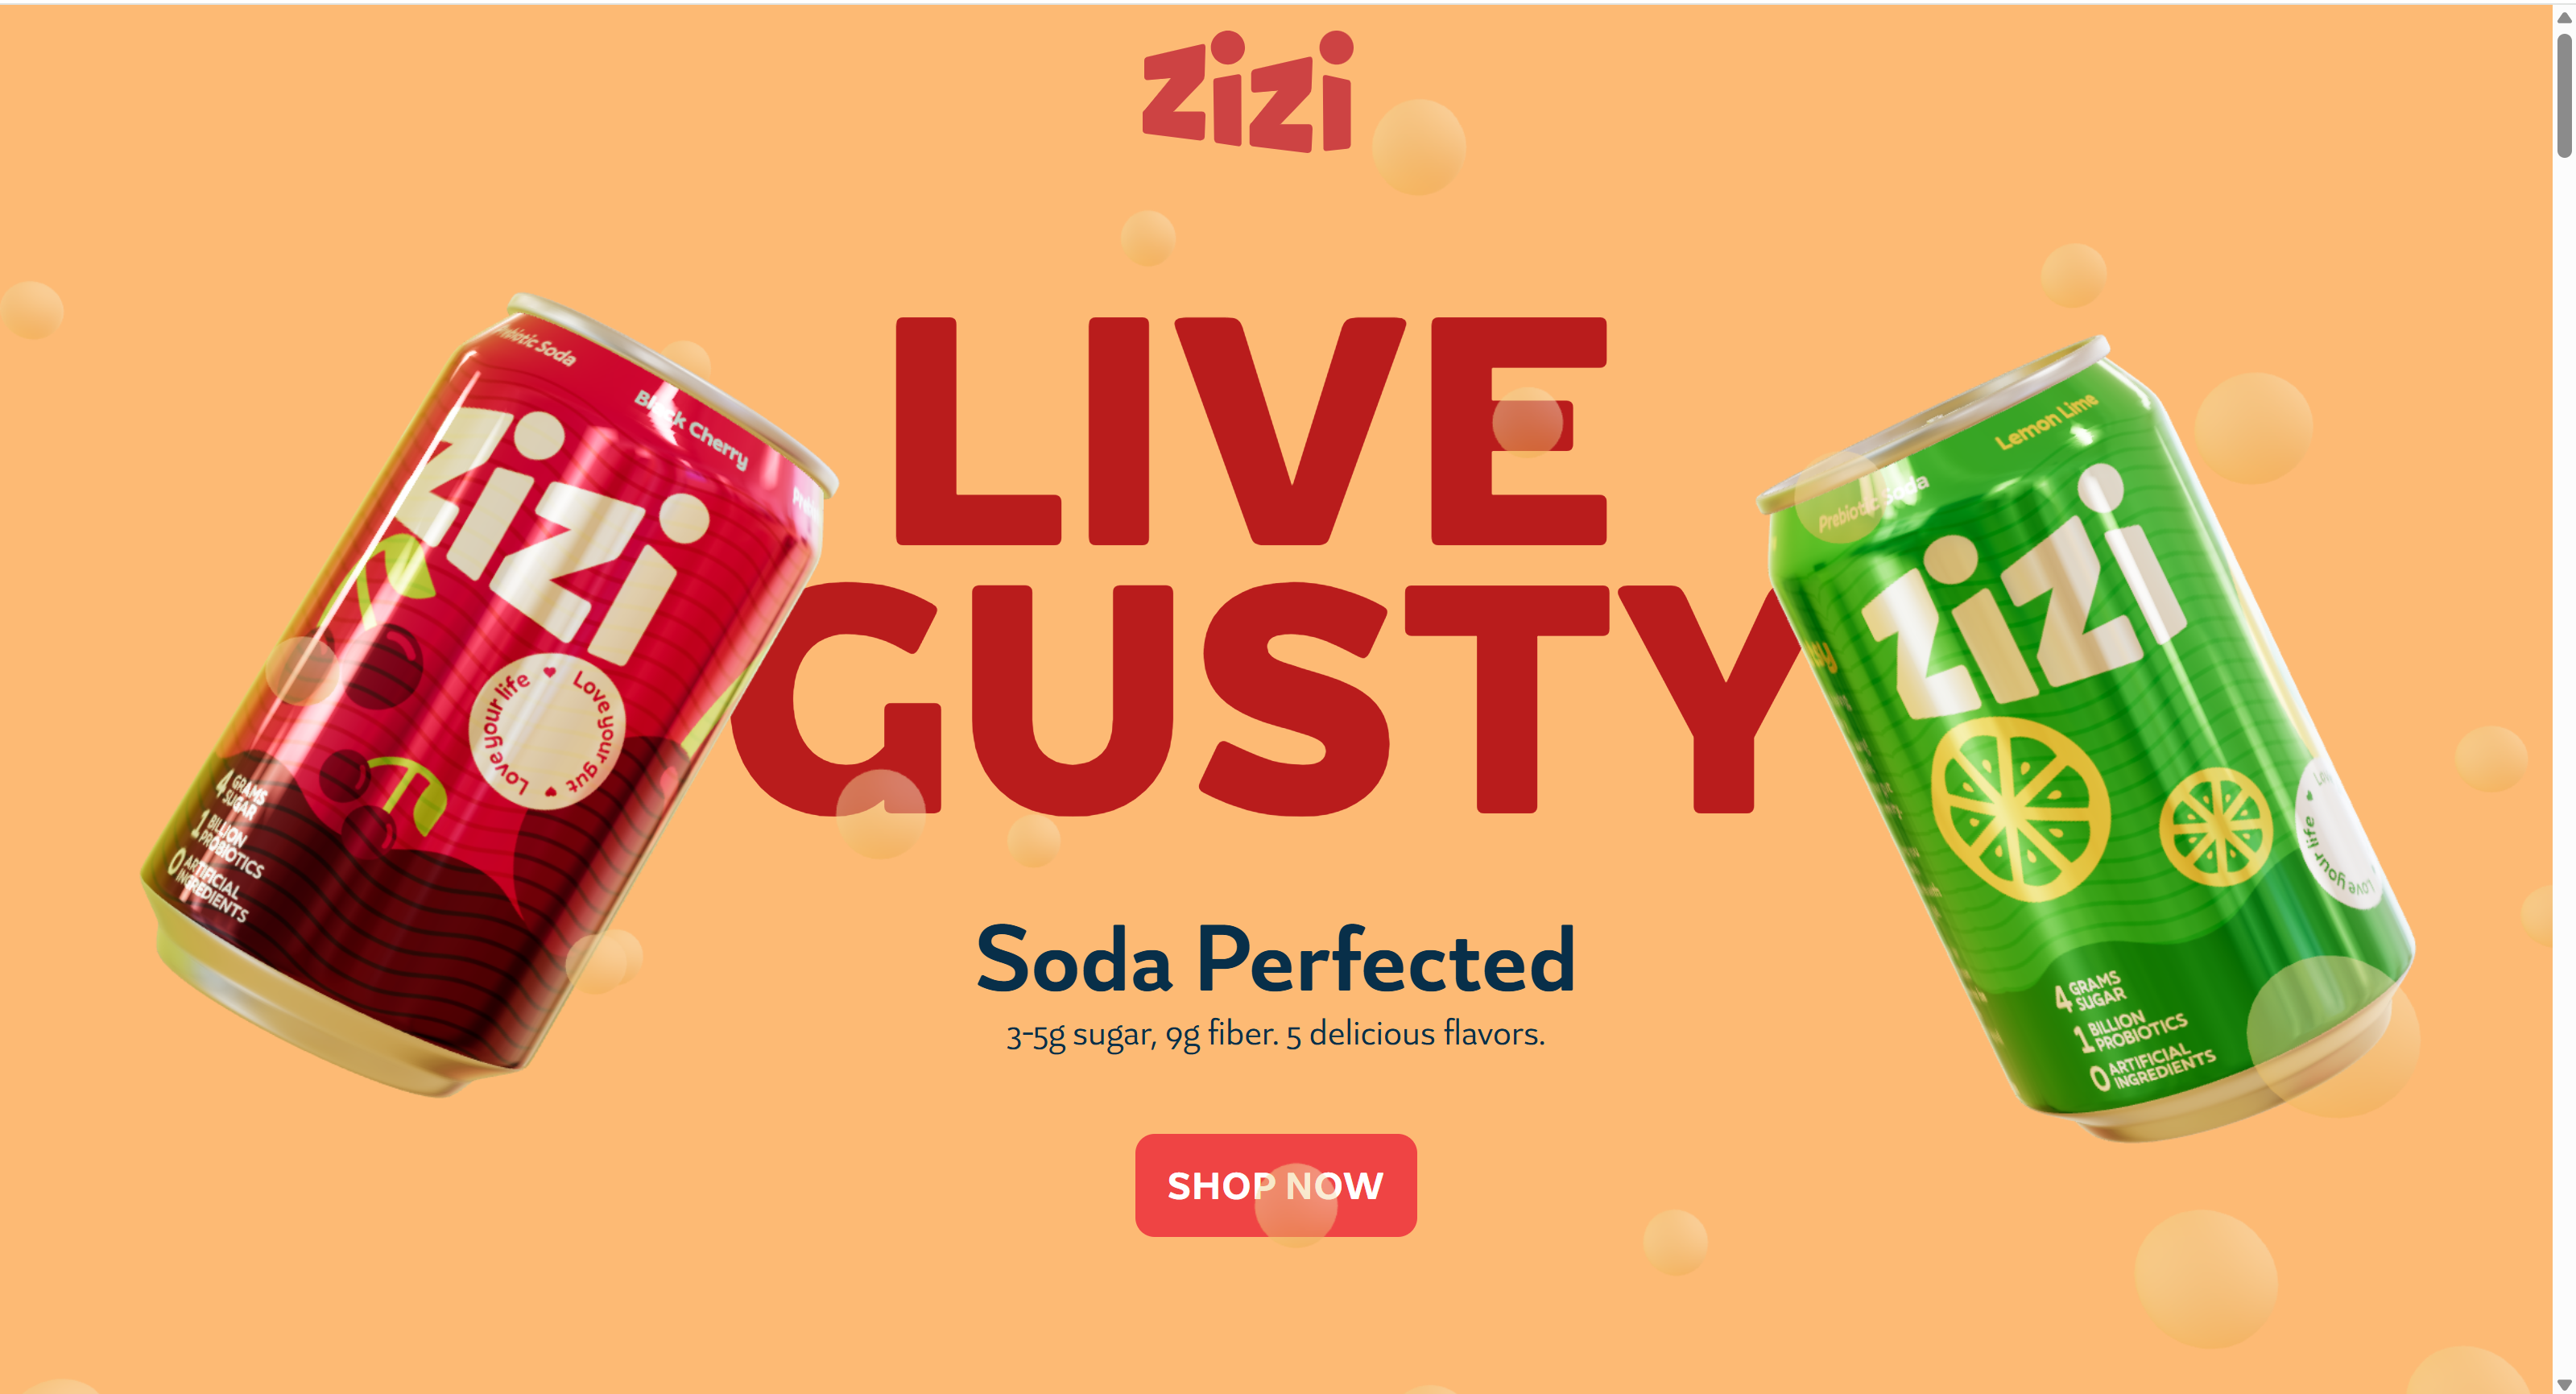 zizi
LIVE
GUSTY
Soda Perfected
3-5g sugar, 9g fiber. 5 delicious flavors.
SHOP NOW
Prebiotic Soda
Black Cherry
zizi
Love your life ♥ Love your gut ♥
4 GRAMS
SUGAR
1 BILLION
PROBIOTICS
0 ARTIFICIAL
INGREDIENTS
Prebiotic Soda
Lemon Lime
zizi
Love your life ♥
4 GRAMS
SUGAR
1 BILLION
PROBIOTICS
0 ARTIFICIAL
INGREDIENTS